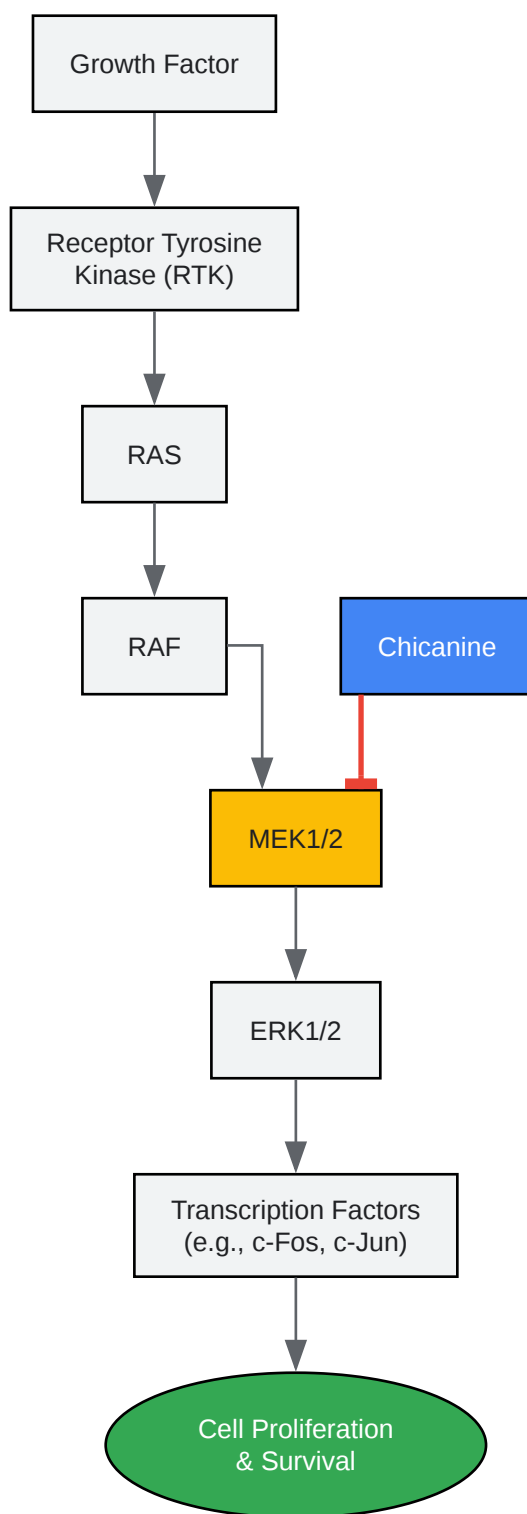 Growth Factor
Receptor Tyrosine
Kinase (RTK)
RAS
RAF
Chicanine
MEK1/2
ERK1/2
Transcription Factors
(e.g., c-Fos, c-Jun)
Cell Proliferation
& Survival